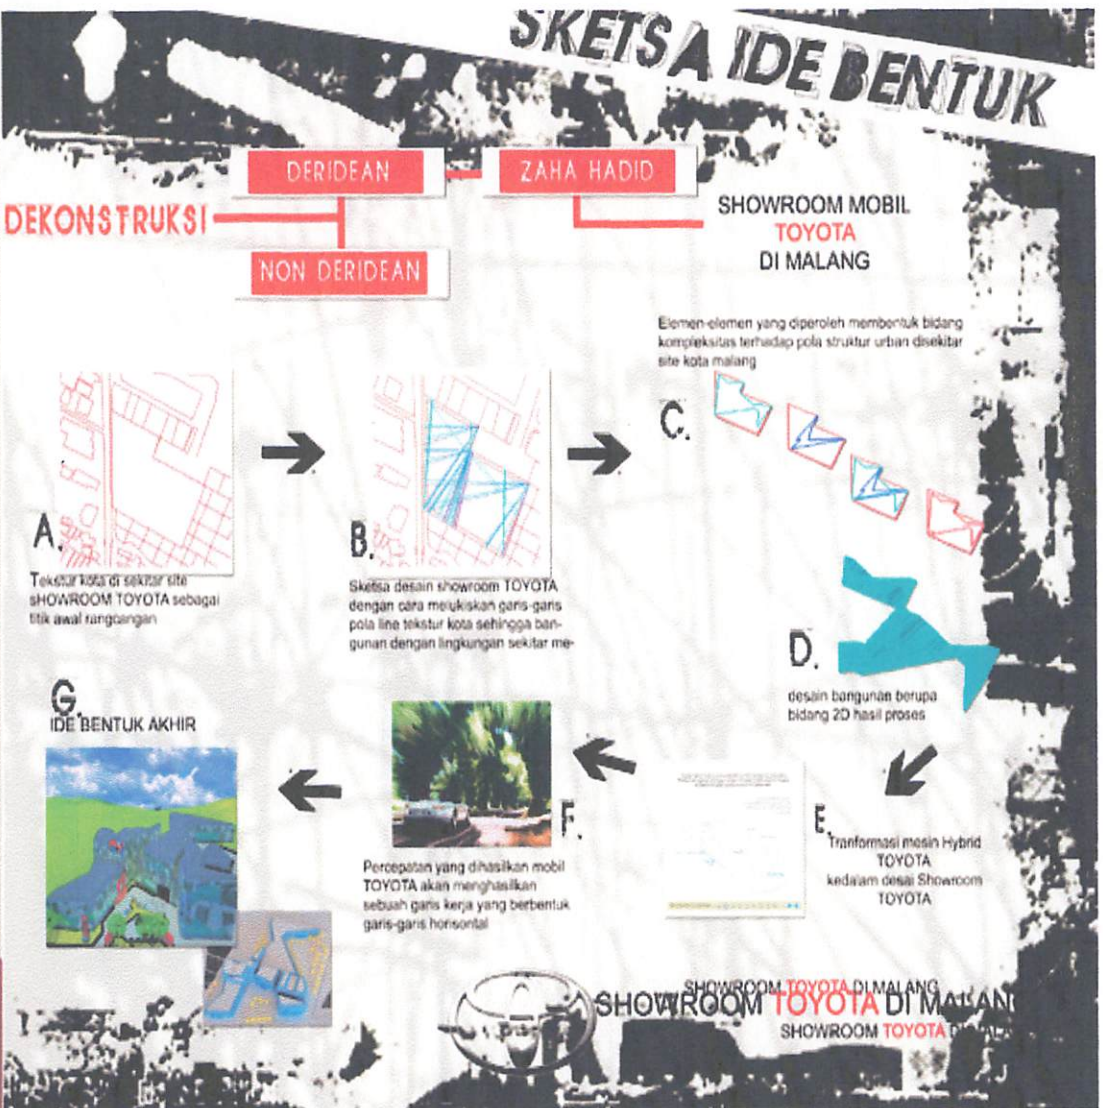 SKETSA IDE BENTUK
DERIDEAN
ZAHA HADID
DEKONSTRUKSI
NON DERIDEAN
SHOWROOM MOBIL
TOYOTA
DI MALANG
Elemen-elemen yang diperoleh membentuk bidang
kompleksitas terhadap pola struktur urban disekitar
site kota malang
C.
A.
Tekstur kota di sekitar site
sHOWROOM TOYOTA sebagai
titik awal rangcangan
B.
Sketsa desain showroom TOYOTA
dengan cara melukiskan garis-garis
pola line tekstur kota sehingga ban-
gunan dengan lingkungan sekitar me-
D.
desain bangunan berupa
bidang 2D hasil proses
G.
IDE BENTUK AKHIR
F.
Percepatan yang dihasilkan mobil
TOYOTA akan menghasilkan
sebuah garis kerja yang berbentuk
garis-garis horisontal
E.
Tranformasi mesin Hybrid
TOYOTA
kedalam desai Showroom
TOYOTA
SHOWROOM TOYOTA DI MALANG
SHOWROOM TOYOTA DI MALAN
SHOWROOM TOYOTA DI MALA